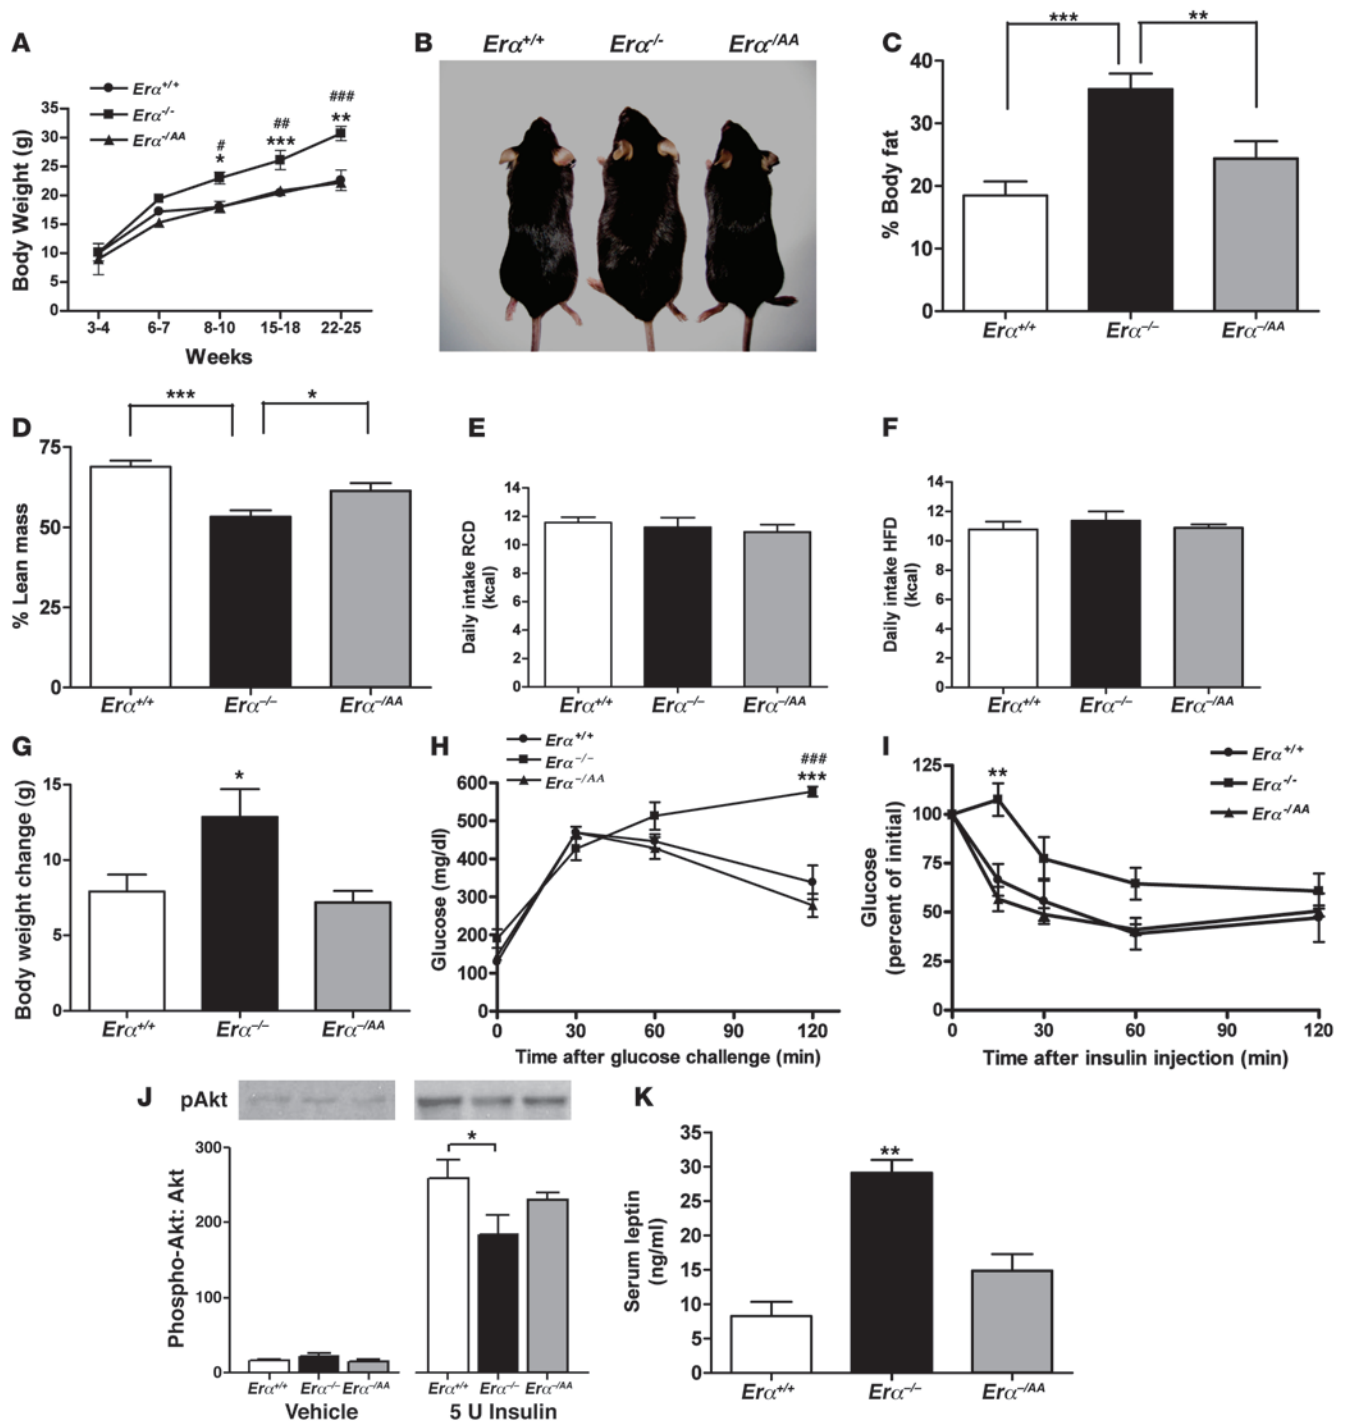 A
Erα+/+
Erα-/-
Erα-/AA
Body Weight (g)
35
30
25
20
15
10
5
0
#
*
##
***
###
**
3-4 6-7 8-10 15-18 22-25
Weeks
B
Erα+/+ Erα-/- Erα-/AA
C
*** **
% Body fat
40
30
20
10
0
Erα+/+ Erα–/– Erα–/AA
D
*** *
% Lean mass
75
50
25
0
Erα+/+ Erα–/– Erα–/AA
E
Daily intake RCD
(kcal)
14
12
10
8
6
4
2
0
Erα+/+ Erα–/– Erα–/AA
F
Daily intake HFD
(kcal)
14
12
10
8
6
4
2
0
Erα+/+ Erα–/– Erα–/AA
G
Body weight change (g)
15
10
5
0
*
Erα+/+ Erα–/– Erα–/AA
H
Erα+/+
Erα–/–
Erα–/AA
Glucose (mg/dl)
600
500
400
300
200
100
0
###
***
0 30 60 90 120
Time after glucose challenge (min)
I
Erα+/+
Erα-/-
Erα-/AA
Glucose
(percent of initial)
125
100
75
50
25
0
**
0 30 60 90 120
Time after insulin injection (min)
J
pAkt
Phospho-Akt: Akt
300
200
100
0
*
Erα+/+ Erα–/– Erα–/AA
Vehicle
Erα+/+ Erα–/– Erα–/AA
5 U Insulin
K
Serum leptin
(ng/ml)
35
30
25
20
15
10
5
0
**
Erα+/+ Erα–/– Erα–/AA